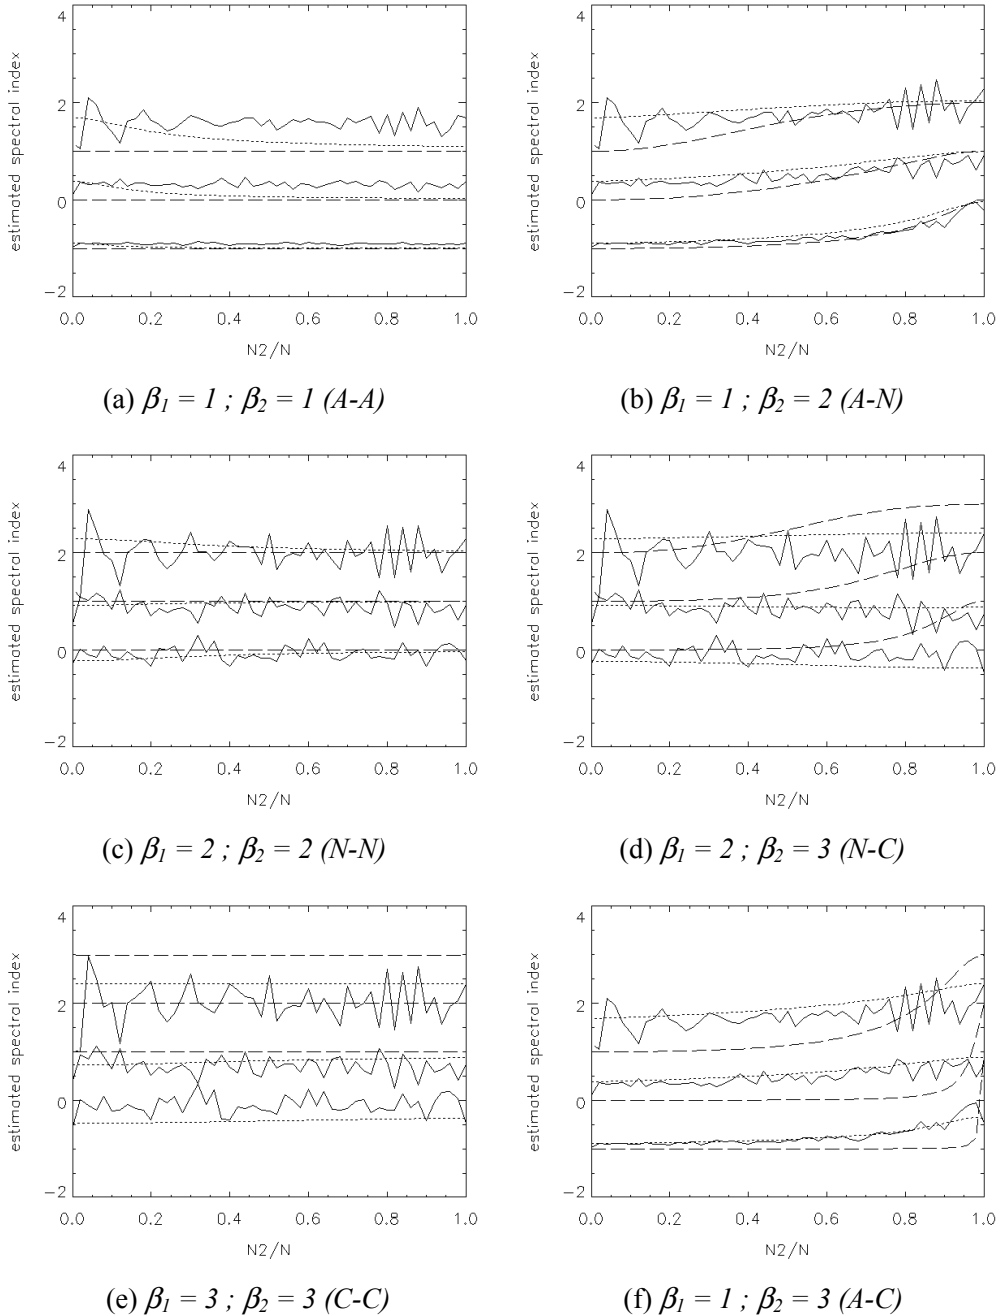 4
2
0
−2
estimated spectral index
0.0 0.2 0.4 0.6 0.8 1.0
N2/N
(a) β1 = 1 ; β2 = 1 (A-A)
4
2
0
−2
estimated spectral index
0.0 0.2 0.4 0.6 0.8 1.0
N2/N
(b) β1 = 1 ; β2 = 2 (A-N)
4
2
0
−2
estimated spectral index
0.0 0.2 0.4 0.6 0.8 1.0
N2/N
(c) β1 = 2 ; β2 = 2 (N-N)
4
2
0
−2
estimated spectral index
0.0 0.2 0.4 0.6 0.8 1.0
N2/N
(d) β1 = 2 ; β2 = 3 (N-C)
4
2
0
−2
estimated spectral index
0.0 0.2 0.4 0.6 0.8 1.0
N2/N
(e) β1 = 3 ; β2 = 3 (C-C)
4
2
0
−2
estimated spectral index
0.0 0.2 0.4 0.6 0.8 1.0
N2/N
(f) β1 = 1 ; β2 = 3 (A-C)